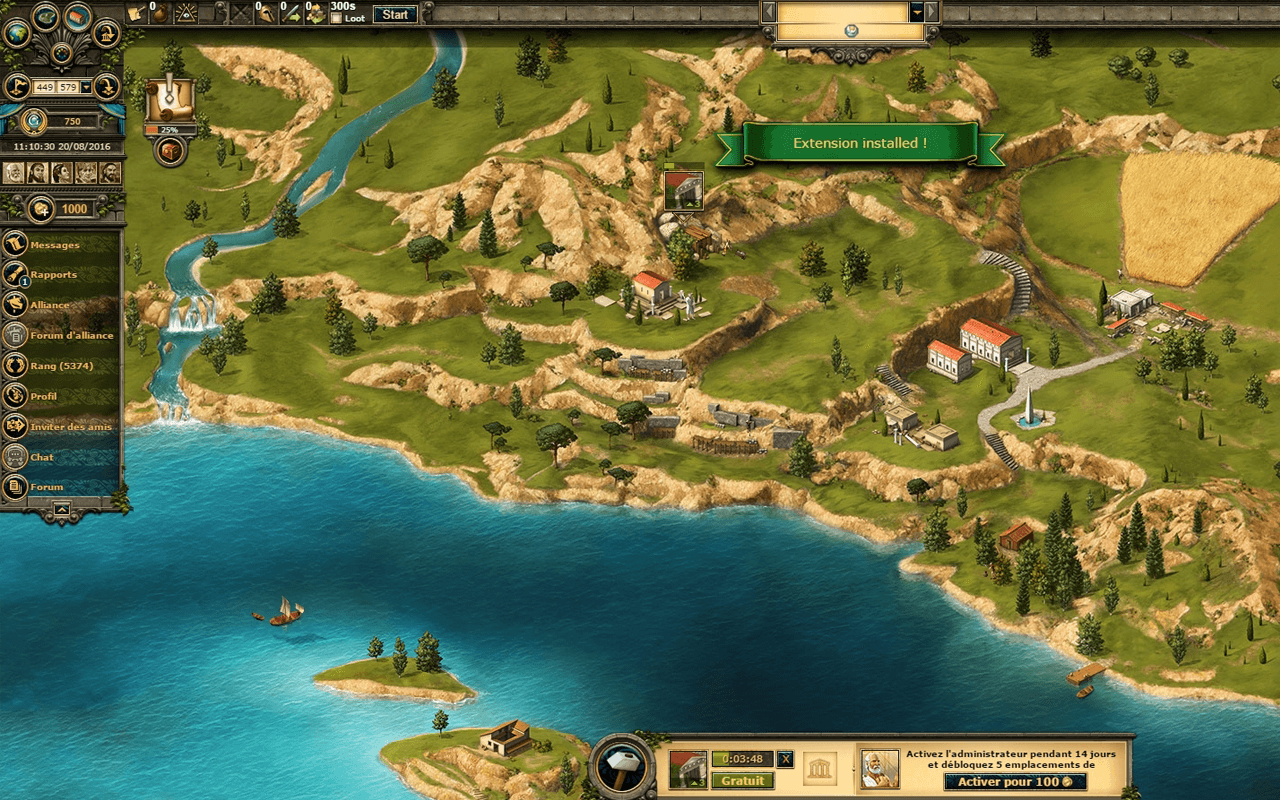 0
0
0
0
300s
Loot
Start
449 579
750
25%
11:10:30 20/08/2016
1000
Extension installed !
Messages
Rapports
1
Alliance
Forum d'alliance
Rang (5374)
Profil
Inviter des amis
Chat
Forum
0:03:48
X
Gratuit
Activez l'administrateur pendant 14 jours
et débloquez 5 emplacements de
Activer pour 100